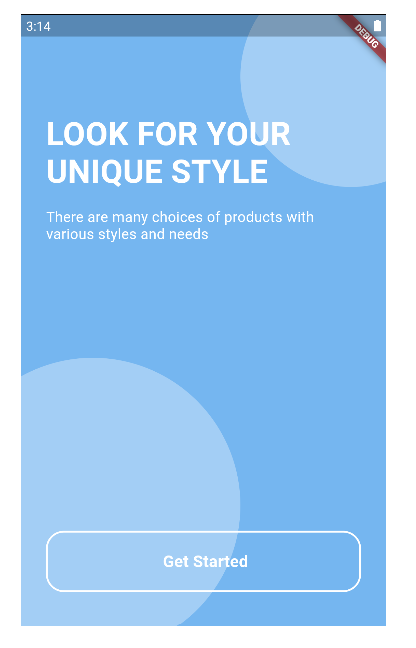 3:14
DEBUG
LOOK FOR YOUR
UNIQUE STYLE
There are many choices of products with
various styles and needs
Get Started